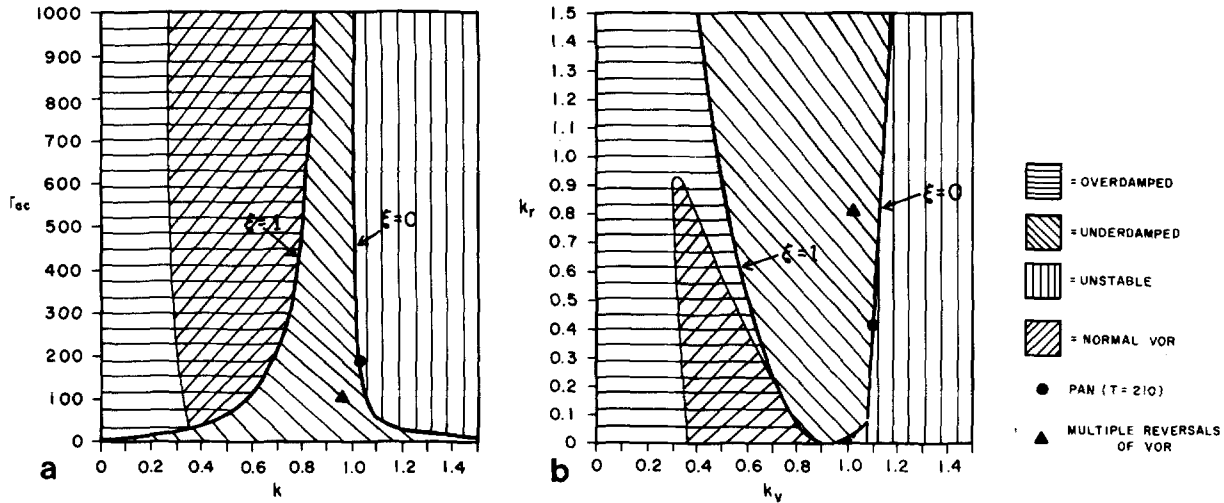 1000
900
800
700
600
500
400
300
200
100
0
Γac
ξ=1
ξ=0
0 0.2 0.4 0.6 0.8 1.0 1.2 1.4
k
a
1.5
1.4
1.3
1.2
1.1
1.0
0.9
0.8
0.7
0.6
0.5
0.4
0.3
0.2
0.1
0
kr
ξ=1
ξ=0
0 0.2 0.4 0.6 0.8 1.0 1.2 1.4
kv
b
= OVERDAMPED
= UNDERDAMPED
= UNSTABLE
= NORMAL VOR
PAN (T = 210)
MULTIPLE REVERSALS
OF VOR